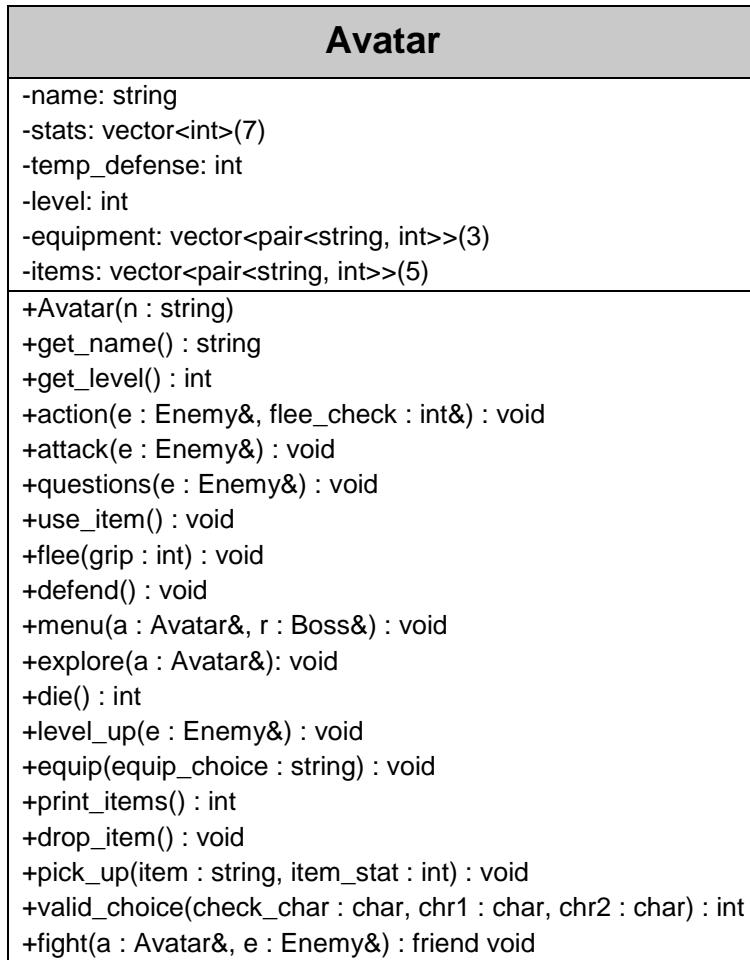 Avatar
-name: string
-stats: vector<int>(7)
-temp_defense: int
-level: int
-equipment: vector<pair<string, int>>(3)
-items: vector<pair<string, int>>(5)
+Avatar(n : string)
+get_name() : string
+get_level() : int
+action(e : Enemy&, flee_check : int&) : void
+attack(e : Enemy&) : void
+questions(e : Enemy&) : void
+use_item() : void
+flee(grip : int) : void
+defend() : void
+menu(a : Avatar&, r : Boss&) : void
+explore(a : Avatar&): void
+die() : int
+level_up(e : Enemy&) : void
+equip(equip_choice : string) : void
+print_items() : int
+drop_item() : void
+pick_up(item : string, item_stat : int) : void
+valid_choice(check_char : char, chr1 : char, chr2 : char) : int
+fight(a : Avatar&, e : Enemy&) : friend void